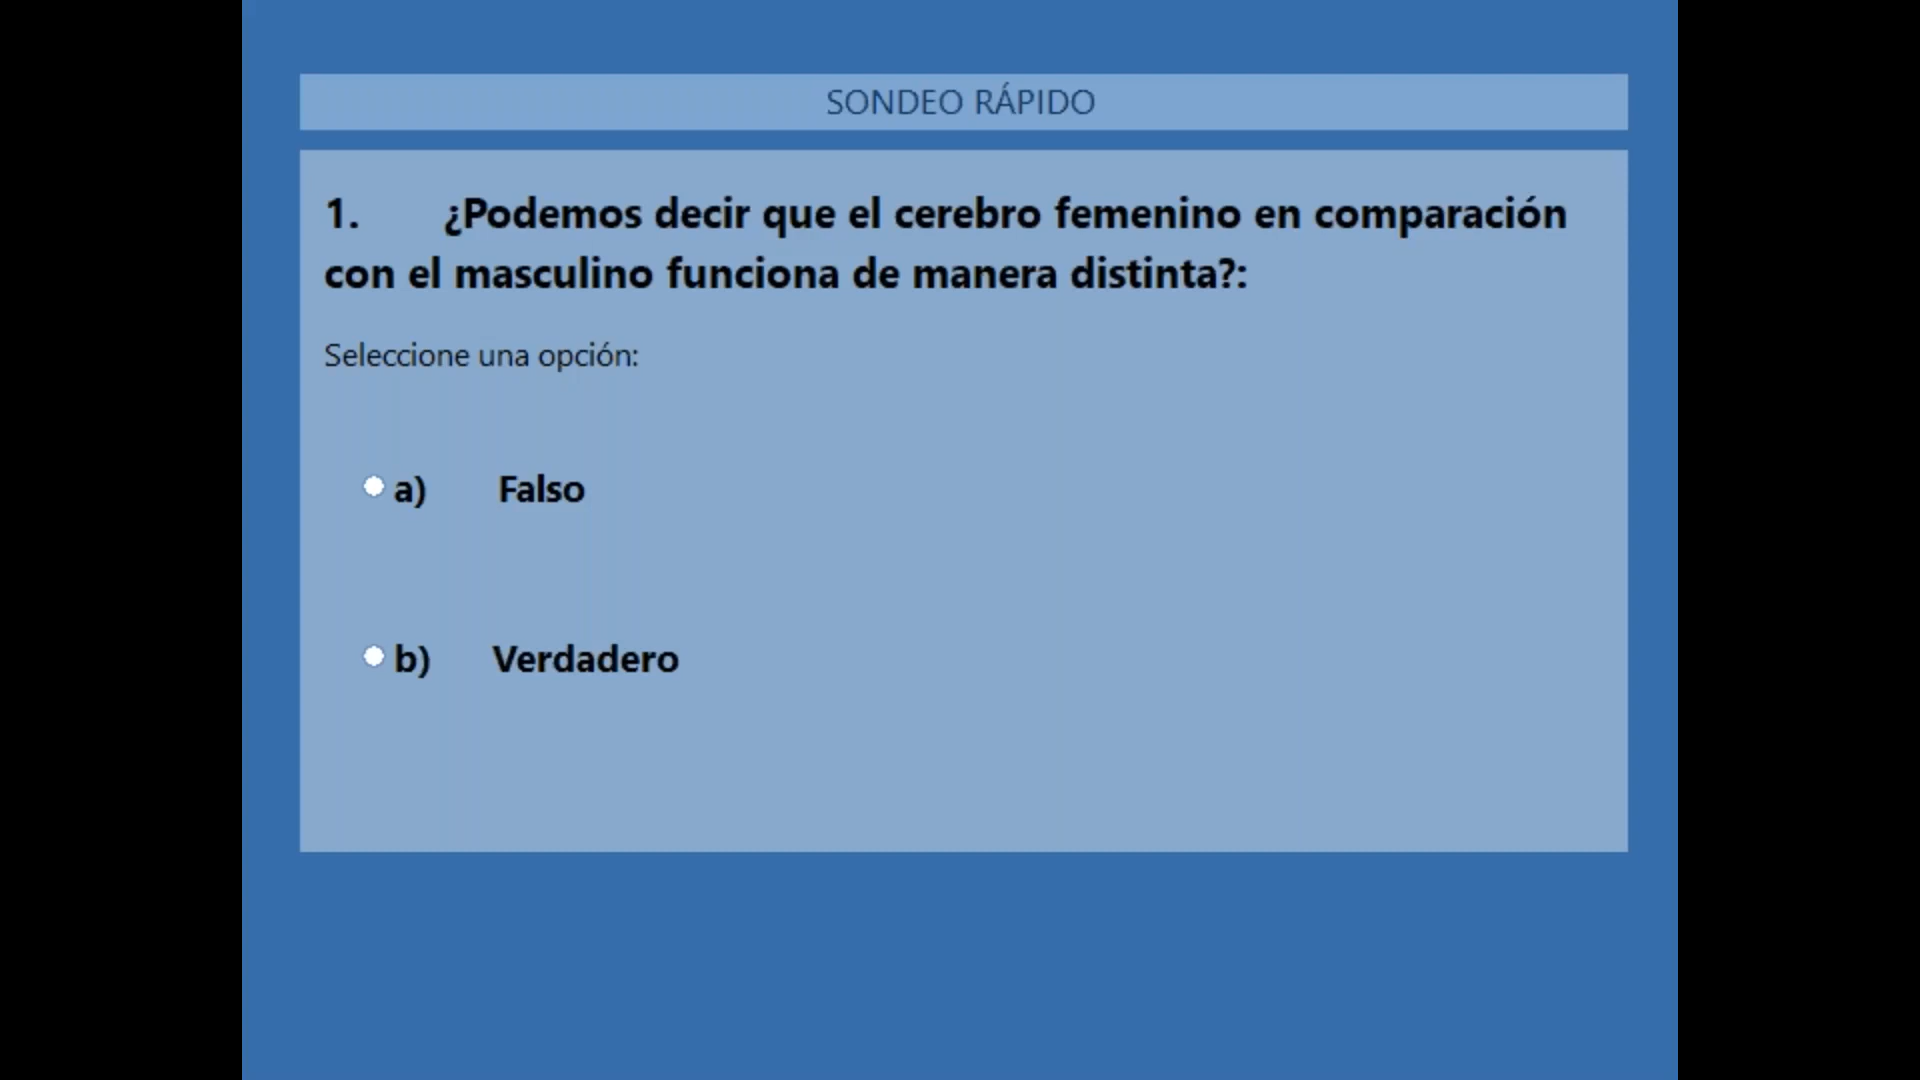 SONDEO RÁPIDO
1. ¿Podemos decir que el cerebro femenino en comparación
con el masculino funciona de manera distinta?:
Seleccione una opción:
a) Falso
b) Verdadero